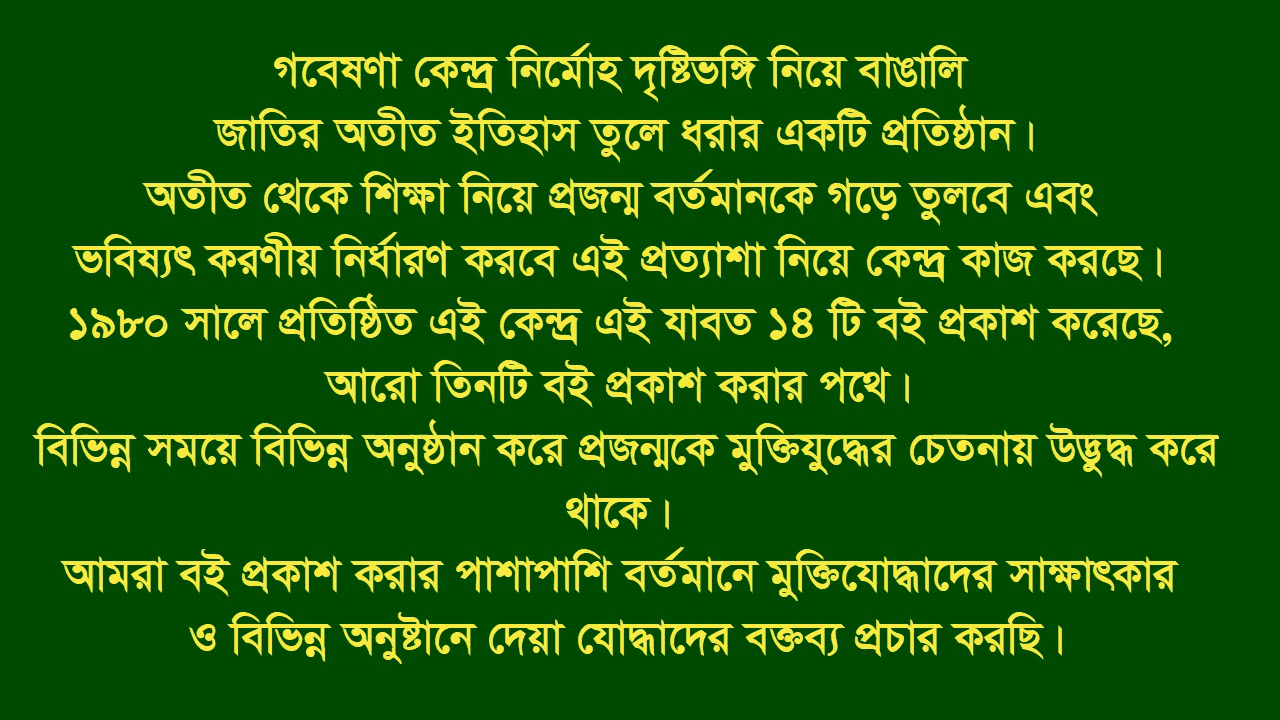 গবেষণা কেন্দ্র নির্মোহ দৃষ্টিভঙ্গি নিয়ে বাঙালি
জাতির অতীত ইতিহাস তুলে ধরার একটি প্রতিষ্ঠান।
অতীত থেকে শিক্ষা নিয়ে প্রজন্ম বর্তমানকে গড়ে তুলবে এবং
ভবিষ্যৎ করণীয় নির্ধারণ করবে এই প্রত্যাশা নিয়ে কেন্দ্র কাজ করছে।
১৯৮০ সালে প্রতিষ্ঠিত এই কেন্দ্র এই যাবত ১৪ টি বই প্রকাশ করেছে,
আরো তিনটি বই প্রকাশ করার পথে।
বিভিন্ন সময়ে বিভিন্ন অনুষ্ঠান করে প্রজন্মকে মুক্তিযুদ্ধের চেতনায় উদ্ভুদ্ধ করে
থাকে।
আমরা বই প্রকাশ করার পাশাপাশি বর্তমানে মুক্তিযোদ্ধাদের সাক্ষাৎকার
ও বিভিন্ন অনুষ্টানে দেয়া যোদ্ধাদের বক্তব্য প্রচার করছি।